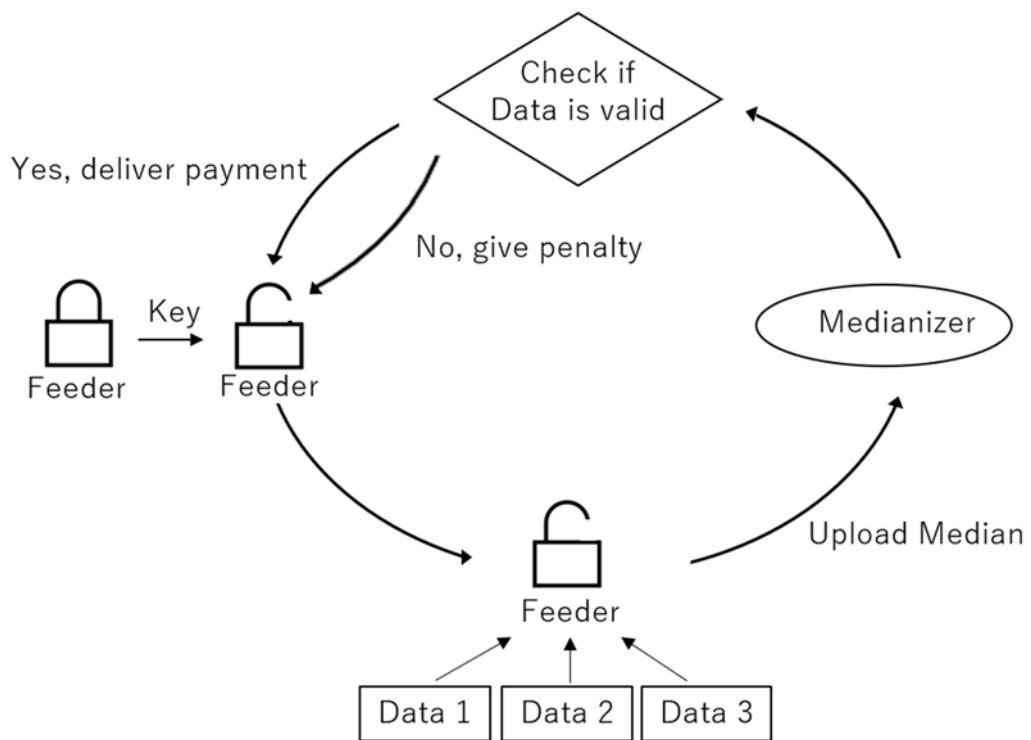 Check if
Data is valid
Yes, deliver payment
No, give penalty
Key
Feeder
Feeder
Medianizer
Upload Median
Feeder
Data 1
Data 2
Data 3